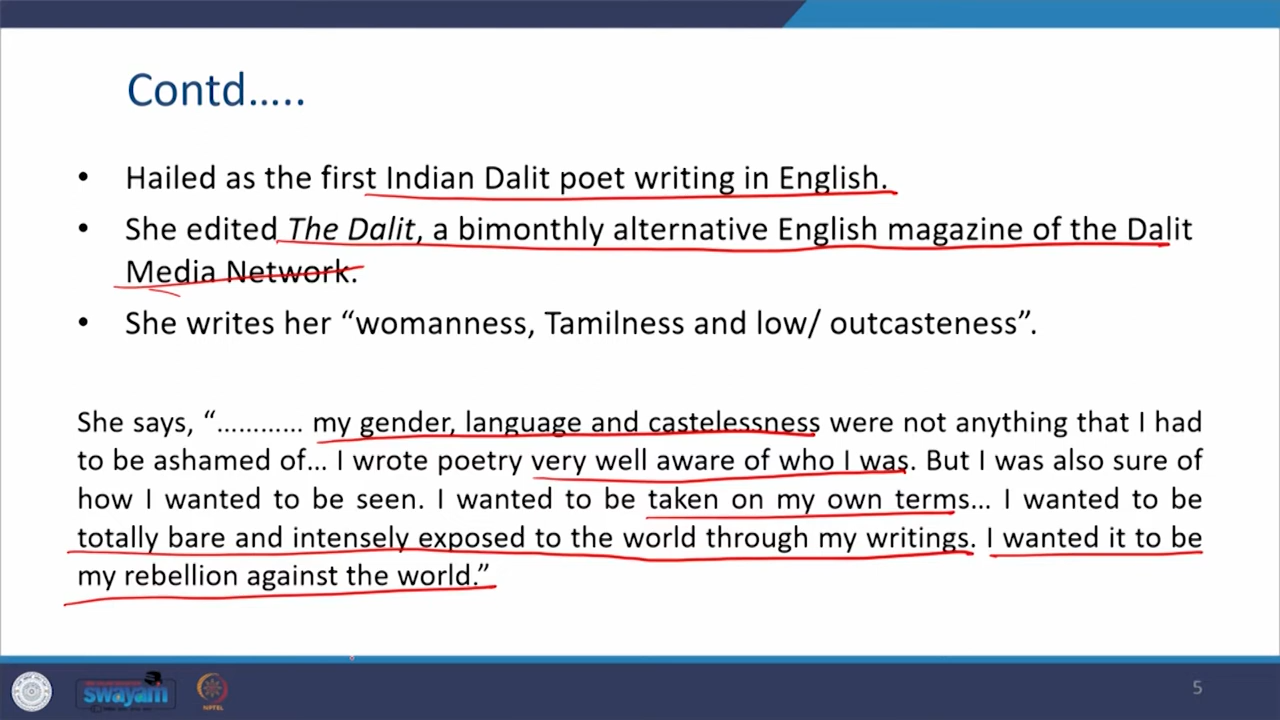 Contd…..
• Hailed as the first Indian Dalit poet writing in English.
• She edited The Dalit, a bimonthly alternative English magazine of the Dalit
Media Network.
• She writes her “womanness, Tamilness and low/ outcasteness”.
She says, “………… my gender, language and castelessness were not anything that I had
to be ashamed of… I wrote poetry very well aware of who I was. But I was also sure of
how I wanted to be seen. I wanted to be taken on my own terms… I wanted to be
totally bare and intensely exposed to the world through my writings. I wanted it to be
my rebellion against the world.”
swayam
NPTEL
5